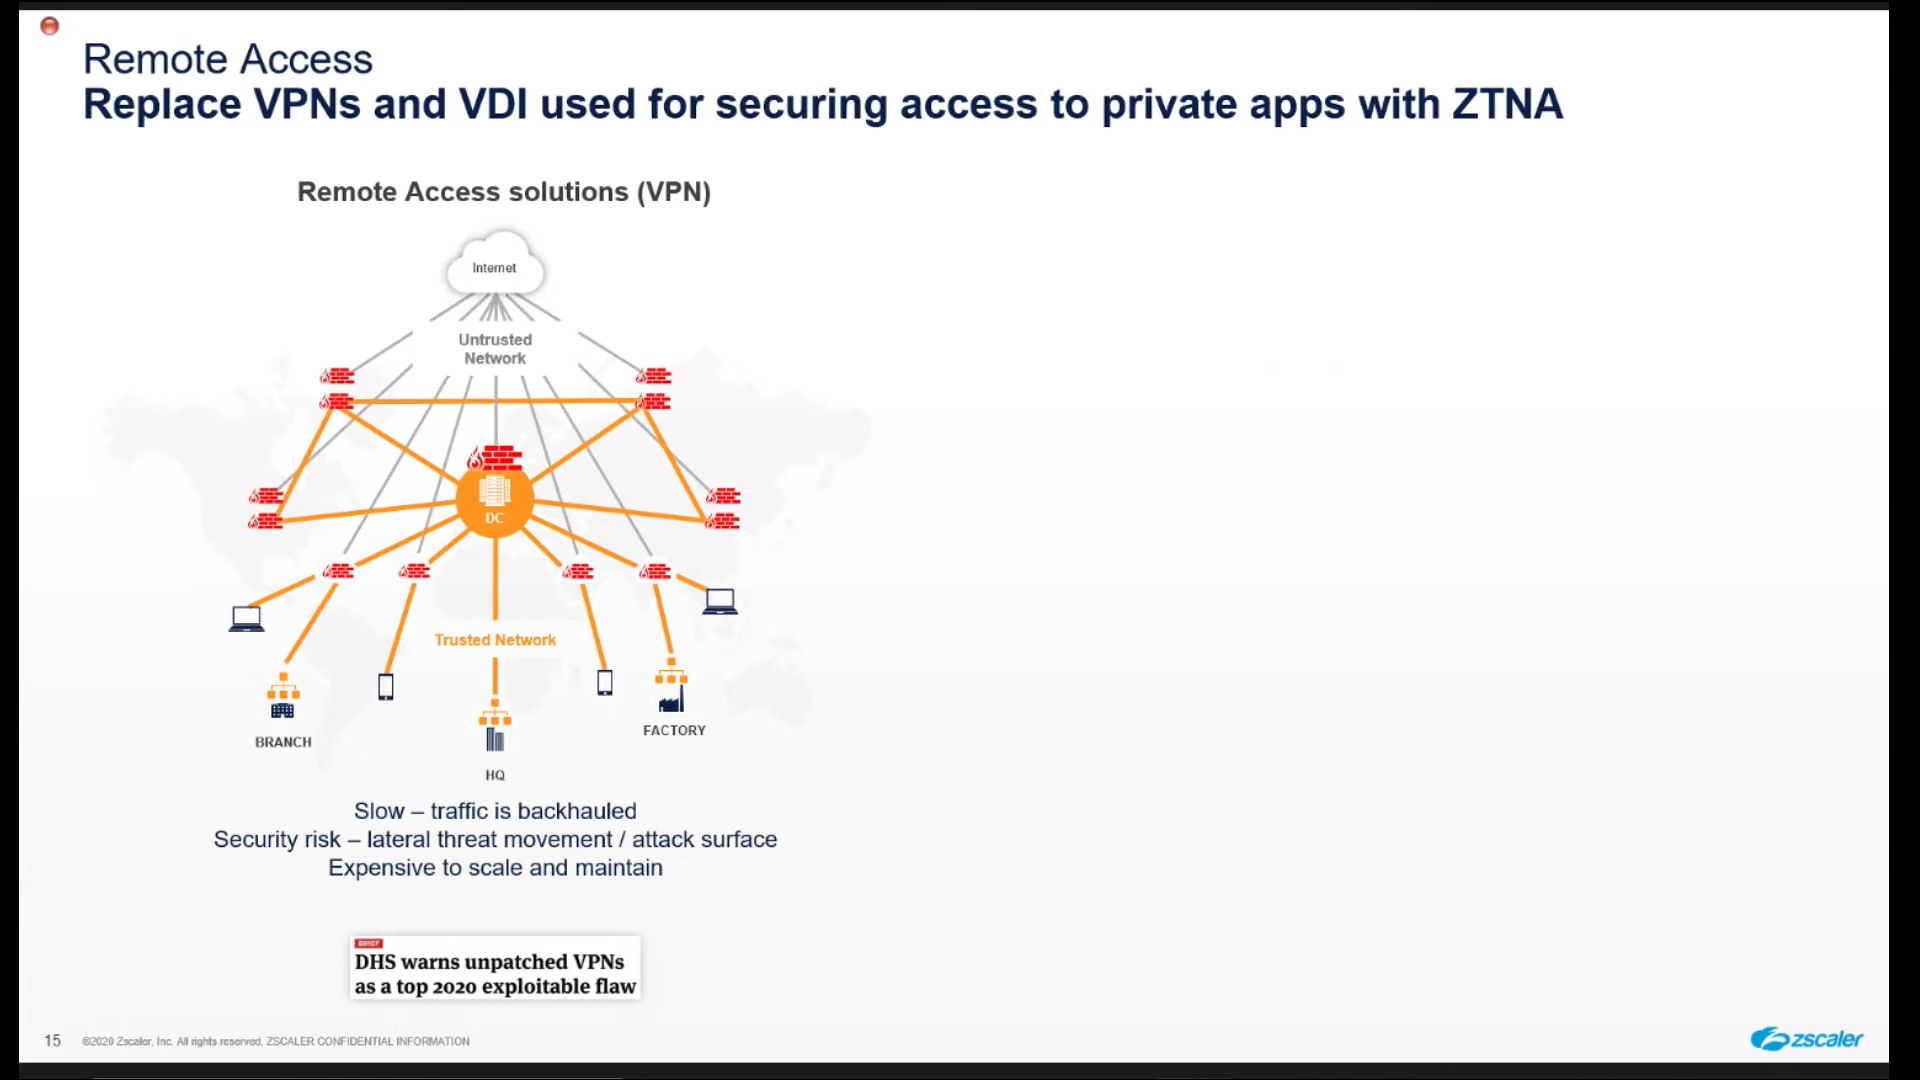 Remote Access
Replace VPNs and VDI used for securing access to private apps with ZTNA
Remote Access solutions (VPN)
Internet
Untrusted
Network
DC
Trusted Network
BRANCH
FACTORY
HQ
Slow – traffic is backhauled
Security risk – lateral threat movement / attack surface
Expensive to scale and maintain
BRIEF
DHS warns unpatched VPNs
as a top 2020 exploitable flaw
15
©2020 Zscaler, Inc. All rights reserved. ZSCALER CONFIDENTIAL INFORMATION
zscaler